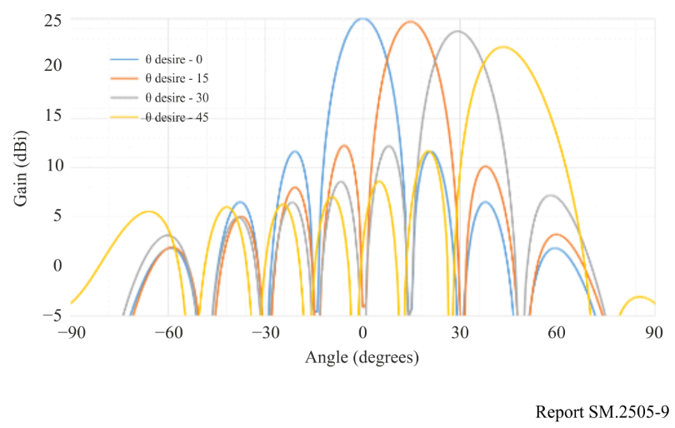 25
20
15
10
5
0
−5
Gain (dBi)
θ desire - 0
θ desire - 15
θ desire - 30
θ desire - 45
−90 −60 −30 0 30 60 90
Angle (degrees)
Report SM.2505-9